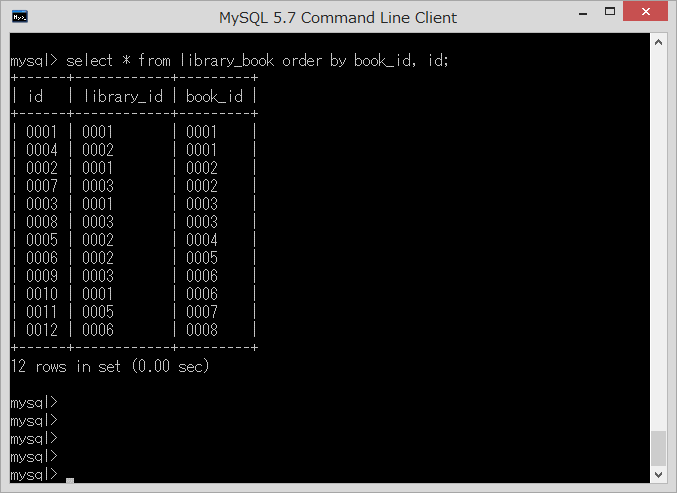 MySQL 5.7 Command Line Client
mysql> select * from library_book order by book_id, id;
+------+------------+---------+
| id   | library_id | book_id |
+------+------------+---------+
| 0001 | 0001       | 0001    |
| 0004 | 0002       | 0001    |
| 0002 | 0001       | 0002    |
| 0007 | 0003       | 0002    |
| 0003 | 0001       | 0003    |
| 0008 | 0003       | 0003    |
| 0005 | 0002       | 0004    |
| 0006 | 0002       | 0005    |
| 0009 | 0003       | 0006    |
| 0010 | 0001       | 0006    |
| 0011 | 0005       | 0007    |
| 0012 | 0006       | 0008    |
+------+------------+---------+
12 rows in set (0.00 sec)
mysql>
mysql>
mysql>
mysql>
mysql>